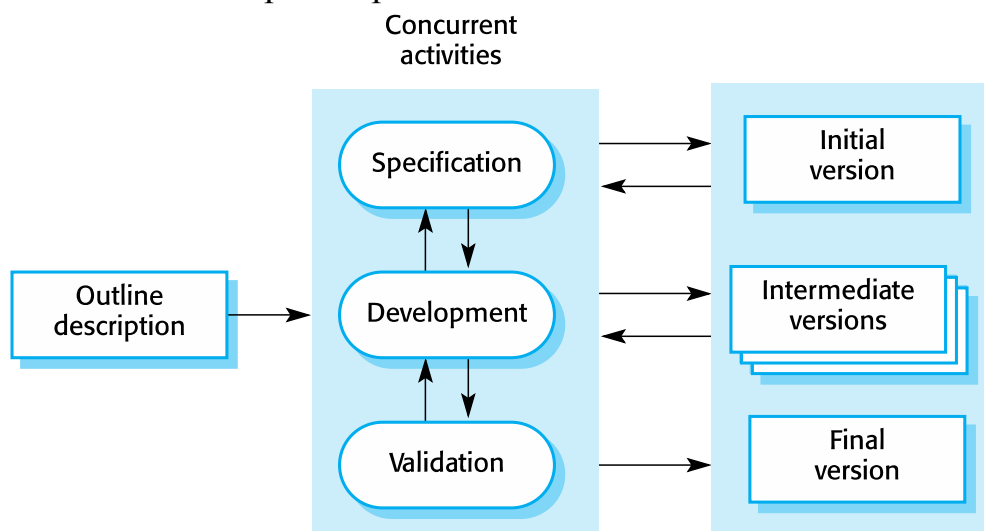 Concurrent
activities
Specification
Initial
version
Outline
description
Development
Intermediate
versions
Validation
Final
version